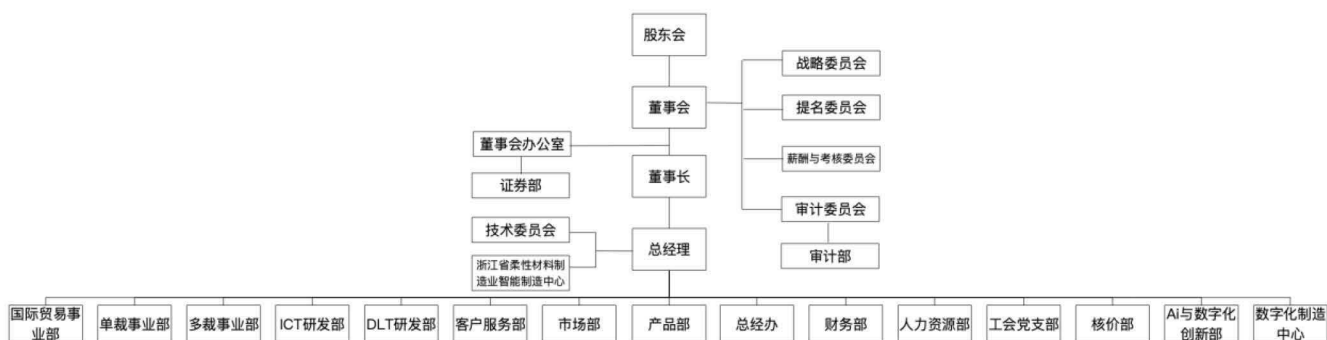 股东会
战略委员会
董事会
提名委员会
董事会办公室
薪酬与考核委员会
证券部
董事长
审计委员会
技术委员会
总经理
审计部
浙江省柔性材料制
造业智能制造中心
国际贸易事
业部
单裁事业部
多裁事业部
ICT研发部
DLT研发部
客户服务部
市场部
产品部
总经办
财务部
人力资源部
工会党支部
核价部
Ai与数字化
创新部
数字化制造
中心